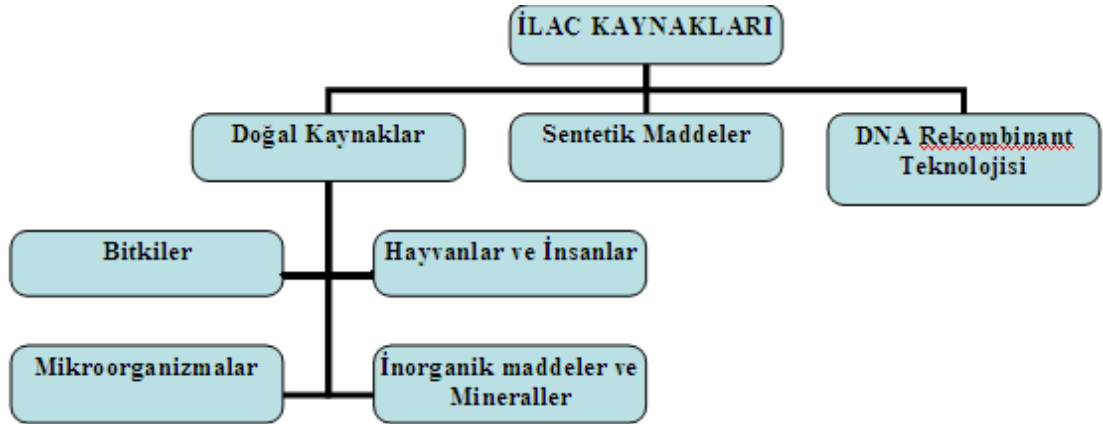 İLAC KAYNAKLARI
Doğal Kaynaklar
Sentetik Maddeler
DNA Rekombinant
Teknolojisi
Bitkiler
Hayvanlar ve İnsanlar
Mikroorganizmalar
İnorganik maddeler ve
Mineraller